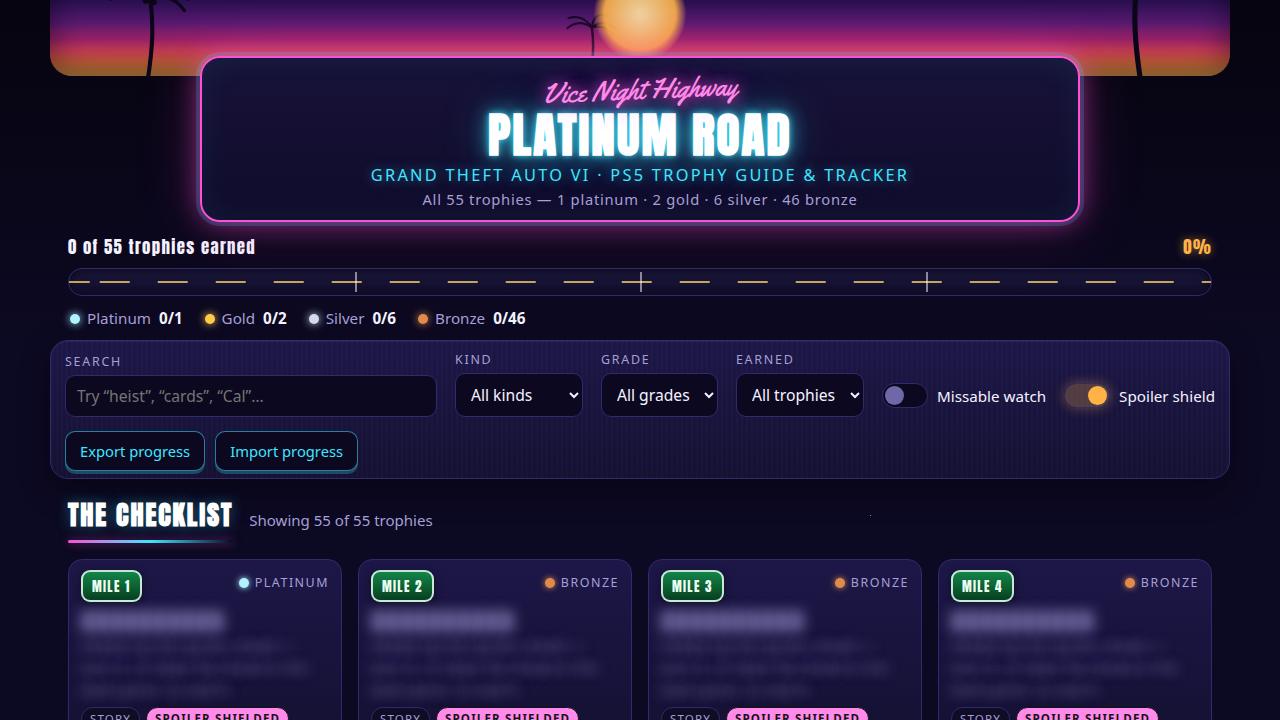 Vice Night Highway
PLATINUM ROAD
GRAND THEFT AUTO VI · PS5 TROPHY GUIDE & TRACKER
All 55 trophies — 1 platinum · 2 gold · 6 silver · 46 bronze
0 of 55 trophies earned 0%
Platinum 0/1 Gold 0/2 Silver 0/6 Bronze 0/46
SEARCH KIND GRADE EARNED
Try “heist”, “cards”, “Cal”… All kinds All grades All trophies Missable watch Spoiler shield
Export progress Import progress
THE CHECKLIST Showing 55 of 55 trophies
MILE 1 PLATINUM MILE 2 BRONZE MILE 3 BRONZE MILE 4 BRONZE
STORY SPOILER SHIELDED STORY SPOILER SHIELDED STORY SPOILER SHIELDED STORY SPOILER SHIELDED